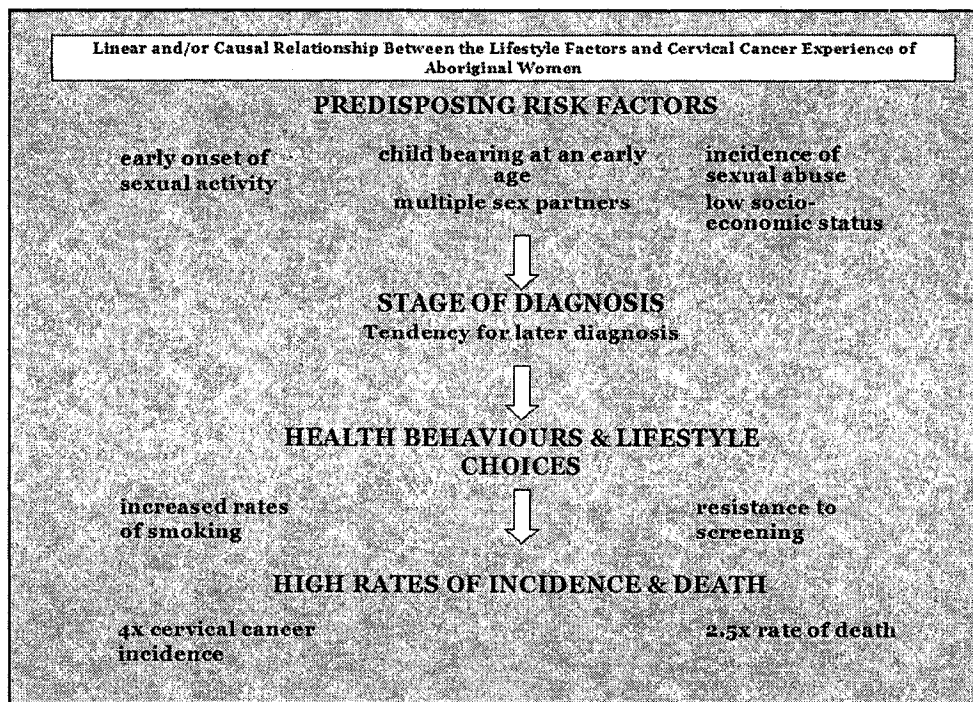 Linear and/or Causal Relationship Between the Lifestyle Factors and Cervical Cancer Experience of
Aboriginal Women
PREDISPOSING RISK FACTORS
early onset of
sexual activity
child bearing at an early
age
multiple sex partners
incidence of
sexual abuse
low socio-
economic status
STAGE OF DIAGNOSIS
Tendency for later diagnosis
HEALTH BEHAVIOURS & LIFESTYLE
CHOICES
increased rates
of smoking
resistance to
screening
HIGH RATES OF INCIDENCE & DEATH
4x cervical cancer
incidence
2.5x rate of death